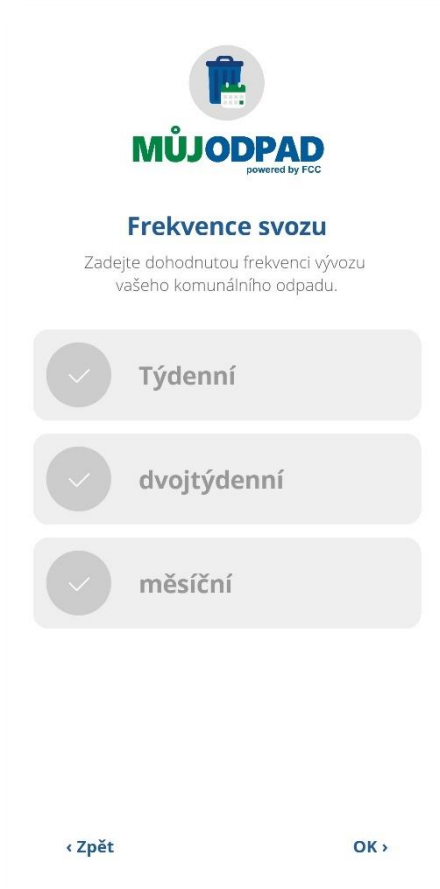 MŮJODPAD
powered by FCC
Frekvence svozu
Zadejte dohodnutou frekvenci vývozu
vašeho komunálního odpadu.
Týdenní
dvojtýdenní
měsíční
‹ Zpět
OK ›